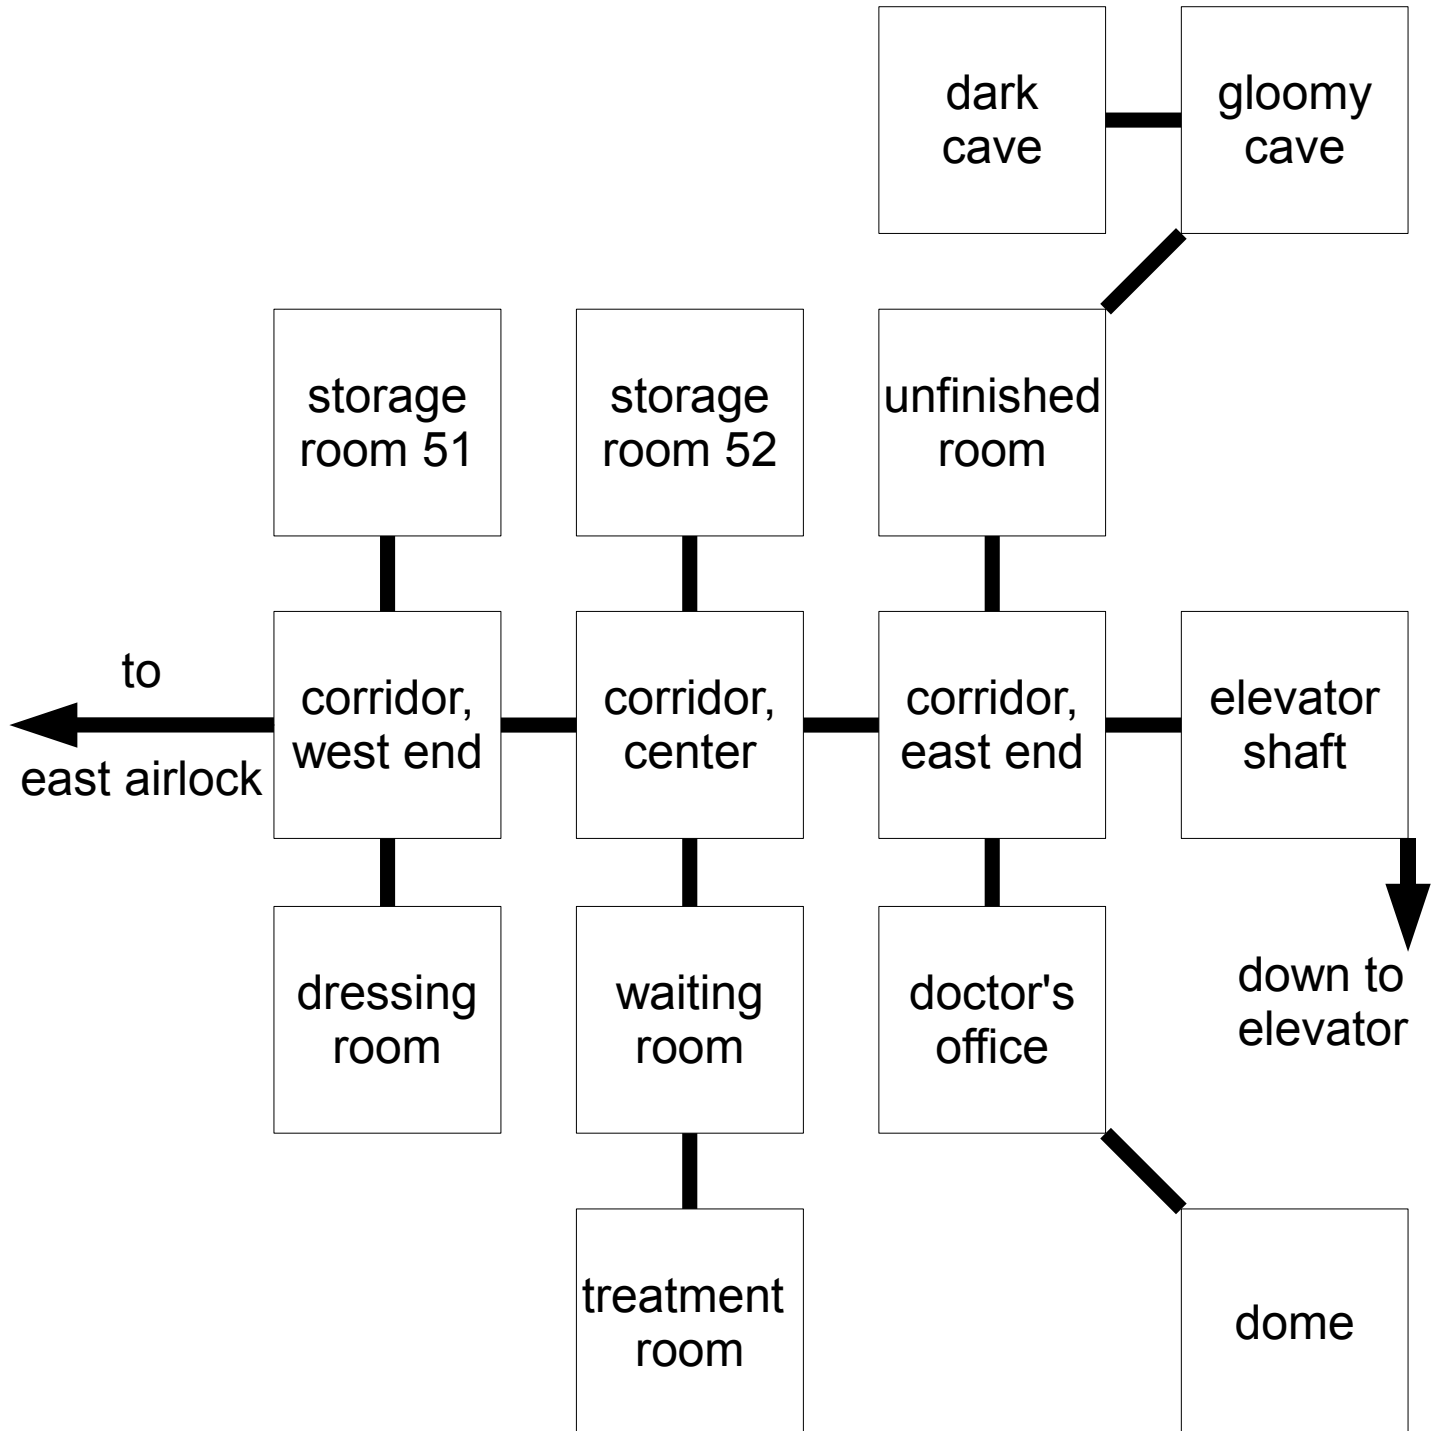 dark
cave
gloomy
cave
storage
room 51
storage
room 52
unfinished
room
to
east airlock
corridor,
west end
corridor,
center
corridor,
east end
elevator
shaft
dressing
room
waiting
room
doctor's
office
down to
elevator
treatment
room
dome